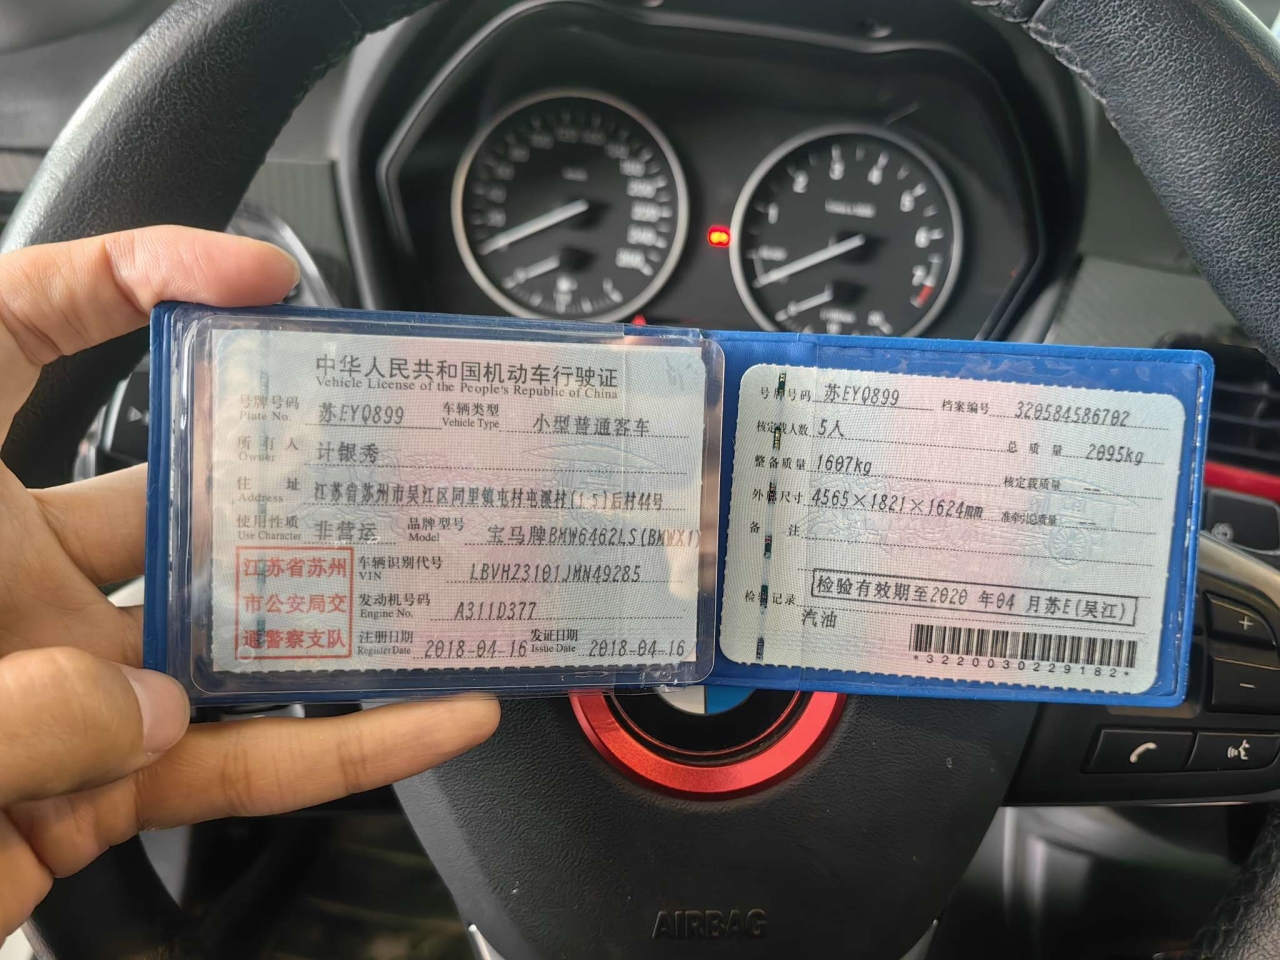 中华人民共和国机动车行驶证
Vehicle License of the People's Republic of China
号牌号码 苏EYQ899 车辆类型 小型普通客车
Plate No. Vehicle Type
所有人 计银秀
Owner
住址 江苏省苏州市吴江区同里镇屯村屯溪村(15)后村44号
Address
使用性质 非营运 品牌型号 宝马牌BMW6462LS(BMWX1)
Use Character Model
江苏省苏州
市公安局交
通警察支队
车辆识别代号 LBVHZ3101JMN49285
VIN
发动机号码 A311D377
Engine No.
注册日期 2018-04-16 发证日期 2018-04-16
Register Date Issue Date
号牌号码 苏EYQ899 档案编号 320584586702
核定载人数 5人 总质量 2095kg
整备质量 1607kg 核定载质量 —
外廓尺寸 4565×1821×1624mm 准牵引总质量 —
备注
检验记录 检验有效期至2020年04月苏E(吴江)
汽油
*3220030229182*
1
2
3
4
5
6
7
AIRBAG